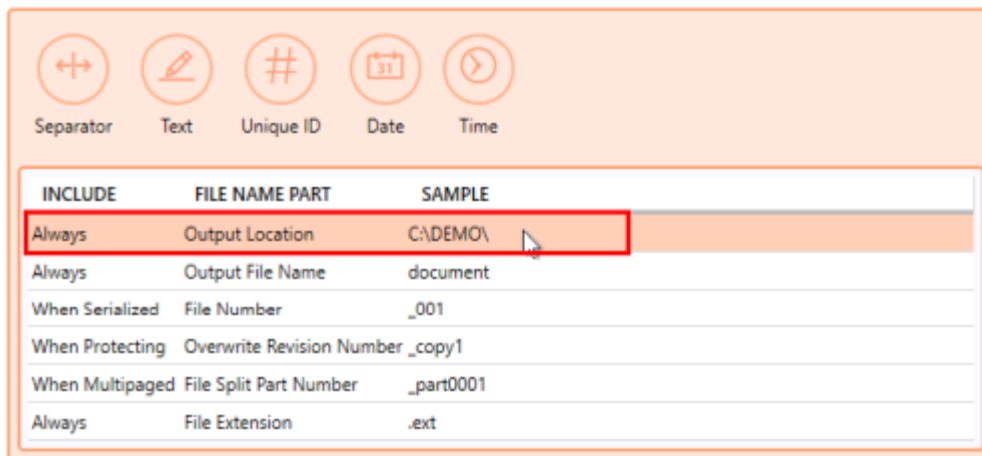 31
Separator Text Unique ID Date Time
INCLUDE FILE NAME PART SAMPLE
Always Output Location C:\DEMO\
Always Output File Name document
When Serialized File Number _001
When Protecting Overwrite Revision Number _copy1
When Multipaged File Split Part Number _part0001
Always File Extension .ext